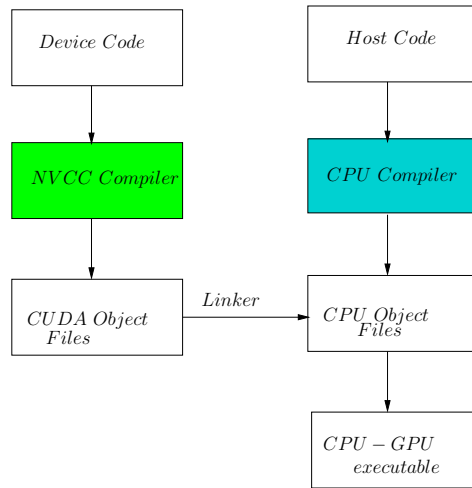 Device Code
Host Code
NVCC Compiler
CPU Compiler
CUDA Object
Files
Linker
CPU Object
Files
CPU - GPU
executable